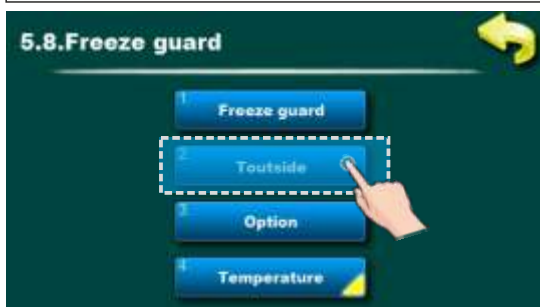 5.8.Freeze guard
1
Freeze guard
2
Toutside
3
Option
4
Temperature